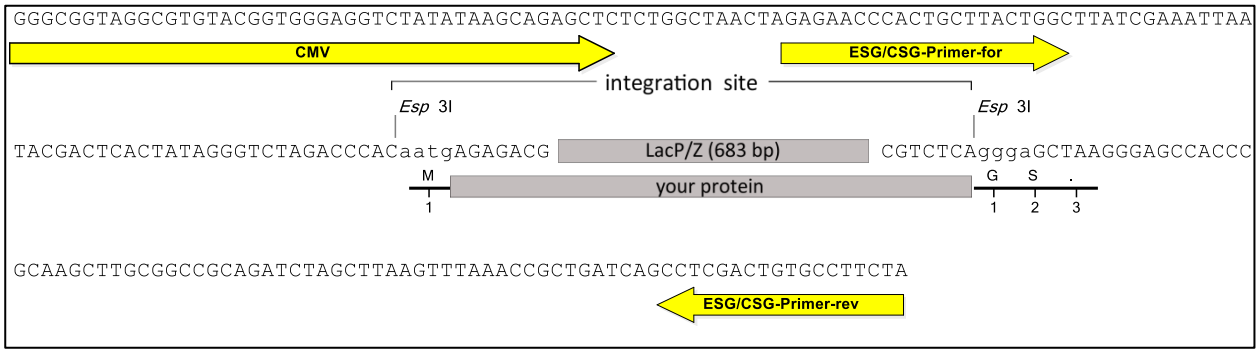 GGGCGGTAGGCGTGTACGGTGGGAGGTCTATATAAGCAGAGCTCTCTGGCTAACTAGAGAACCCACTGCTTACTGGCTTATCGAAATTAA
CMV ESG/CSG-Primer-for
integration site
Esp 3I Esp 3I
TACGACTCACTATAGGGTCTAGACCCACaatgAGAGACG LacP/Z (683 bp) CGTCTCAgggaGCTAAGGGAGCCACCC
M your protein G S .
1 1 2 3
GCAAGCTTGCGGCCGCAGATCTAGCTTAAGTTTAAACCGCTGATCAGCCTCGACTGTGCCTTCTA
ESG/CSG-Primer-rev